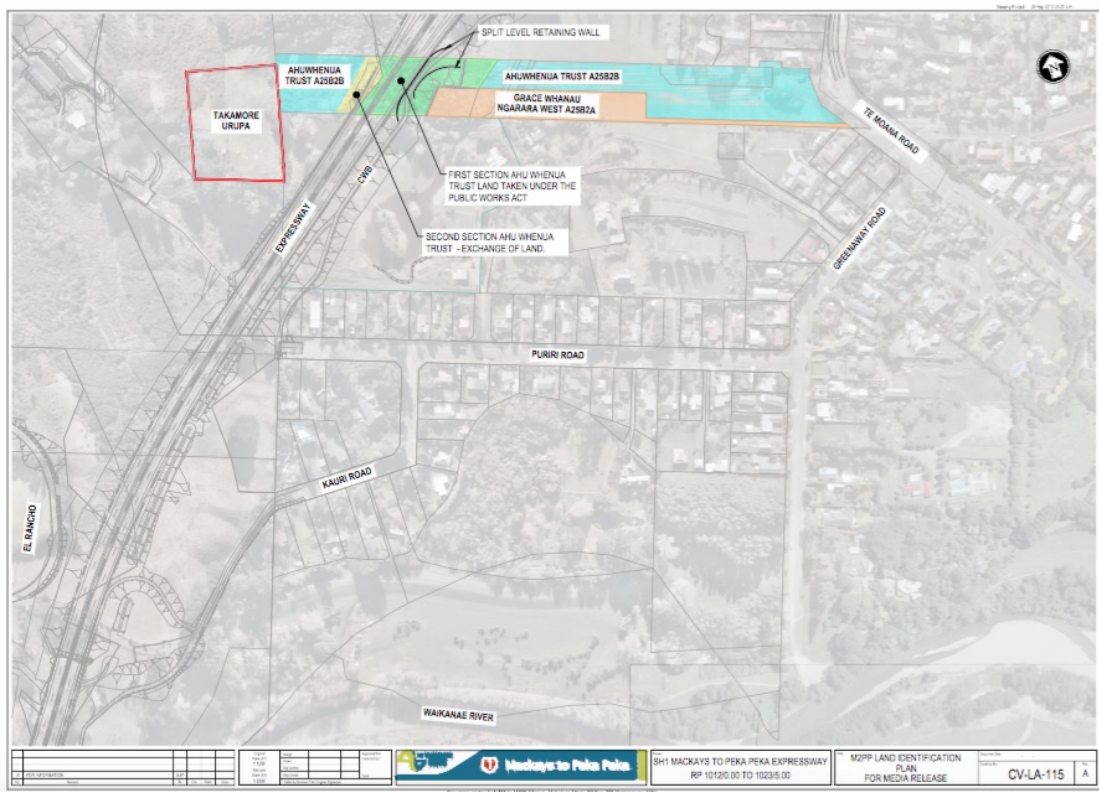 SPLIT LEVEL RETAINING WALL
AHUWHENUA
TRUST A25B2B
AHUWHENUA TRUST A25B2B
GRACE WHANAU
NGARARA WEST A25B2A
TAKAMORE
URUPA
TE MOANA ROAD
CWB
FIRST SECTION AHU WHENUA
TRUST LAND TAKEN UNDER THE
PUBLIC WORKS ACT
EXPRESSWAY
SECOND SECTION AHU WHENUA
TRUST - EXCHANGE OF LAND.
GREENAWAY ROAD
PURIRI ROAD
KAURI ROAD
EL RANCHO
WAIKANAE RIVER
Mackays to Peka Peka
SH1 MACKAYS TO PEKA PEKA EXPRESSWAY
RP 1012/0.00 TO 1023/5.00
M2PP LAND IDENTIFICATION
PLAN
FOR MEDIA RELEASE
CV-LA-115
A